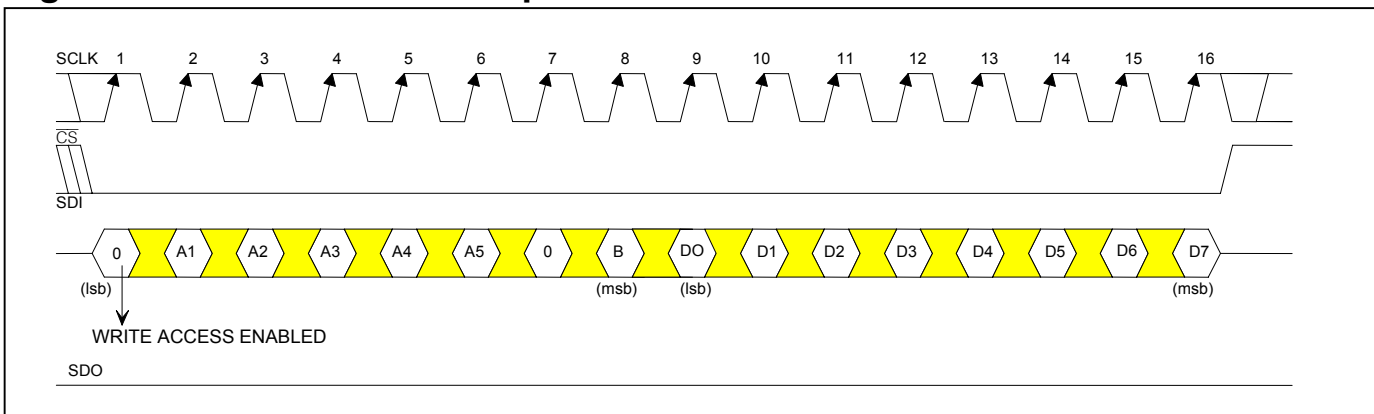 SCLK 1 2 3 4 5 6 7 8 9 10 11 12 13 14 15 16
CS
SDI
0 A1 A2 A3 A4 A5 0 B DO D1 D2 D3 D4 D5 D6 D7
(lsb) (msb) (lsb) (msb)
WRITE ACCESS ENABLED
SDO